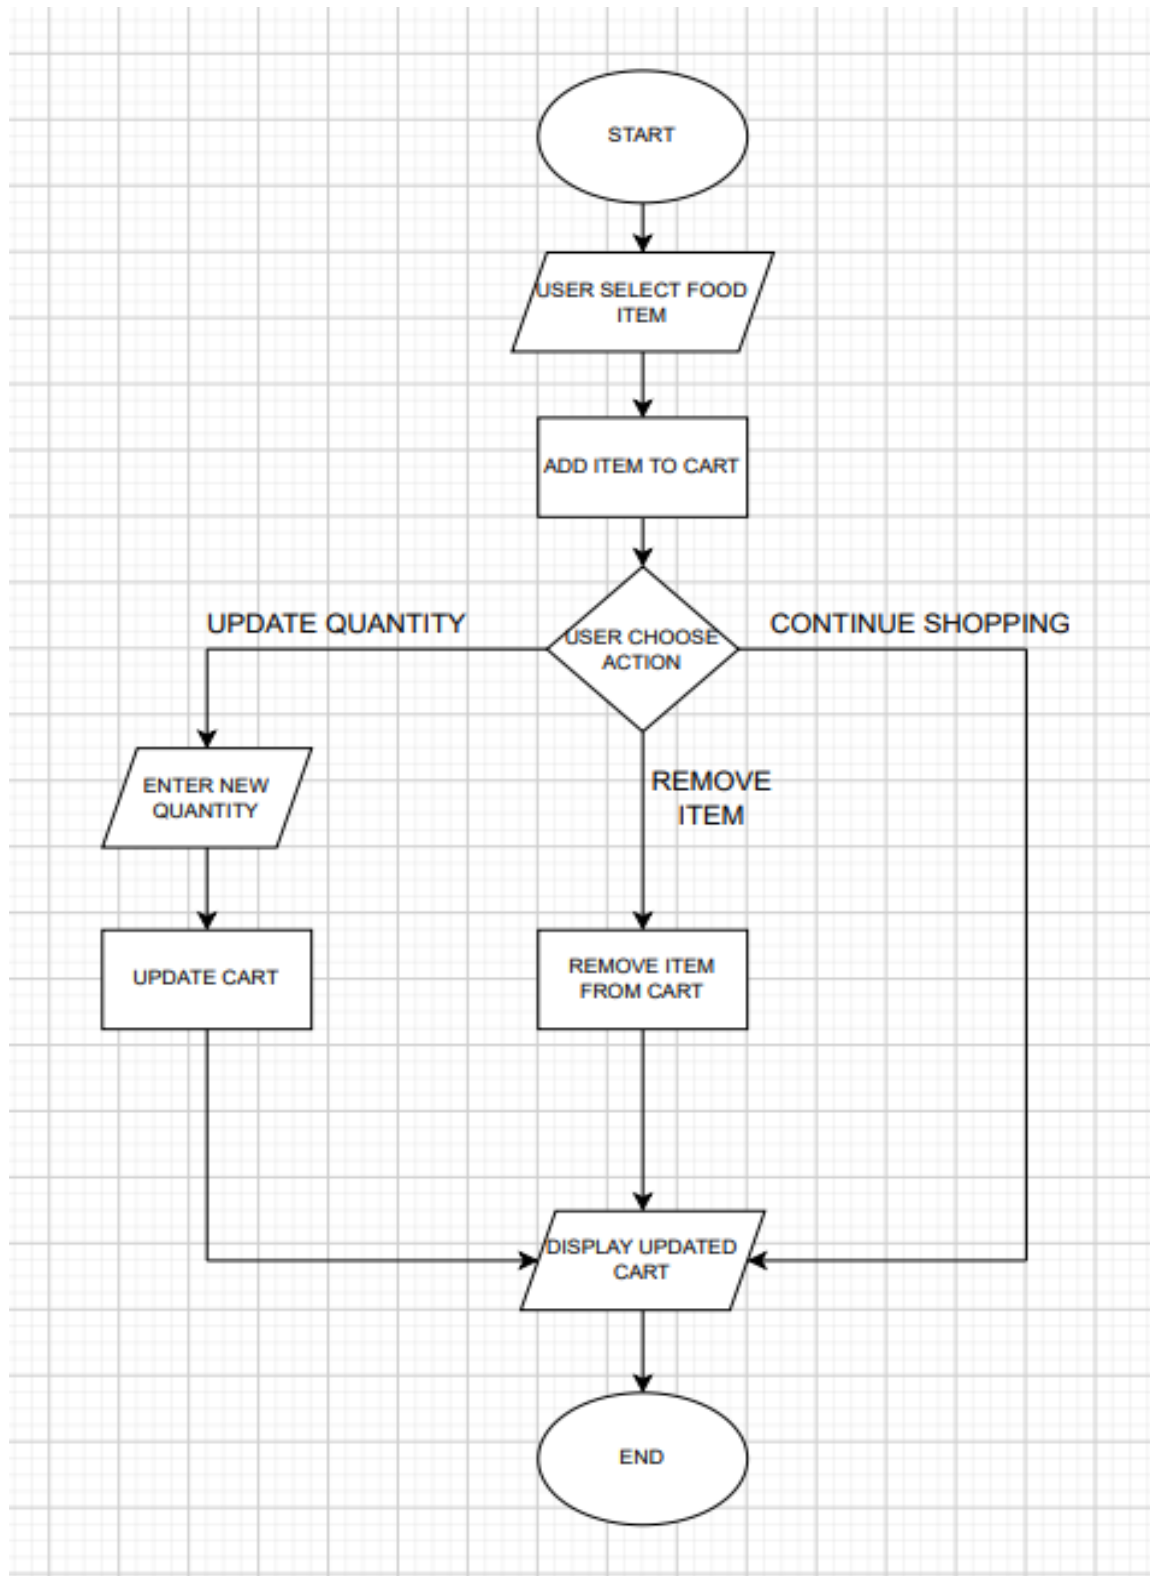 START
USER SELECT FOOD
ITEM
ADD ITEM TO CART
UPDATE QUANTITY
USER CHOOSE
ACTION
CONTINUE SHOPPING
ENTER NEW
QUANTITY
REMOVE
ITEM
UPDATE CART
REMOVE ITEM
FROM CART
DISPLAY UPDATED
CART
END